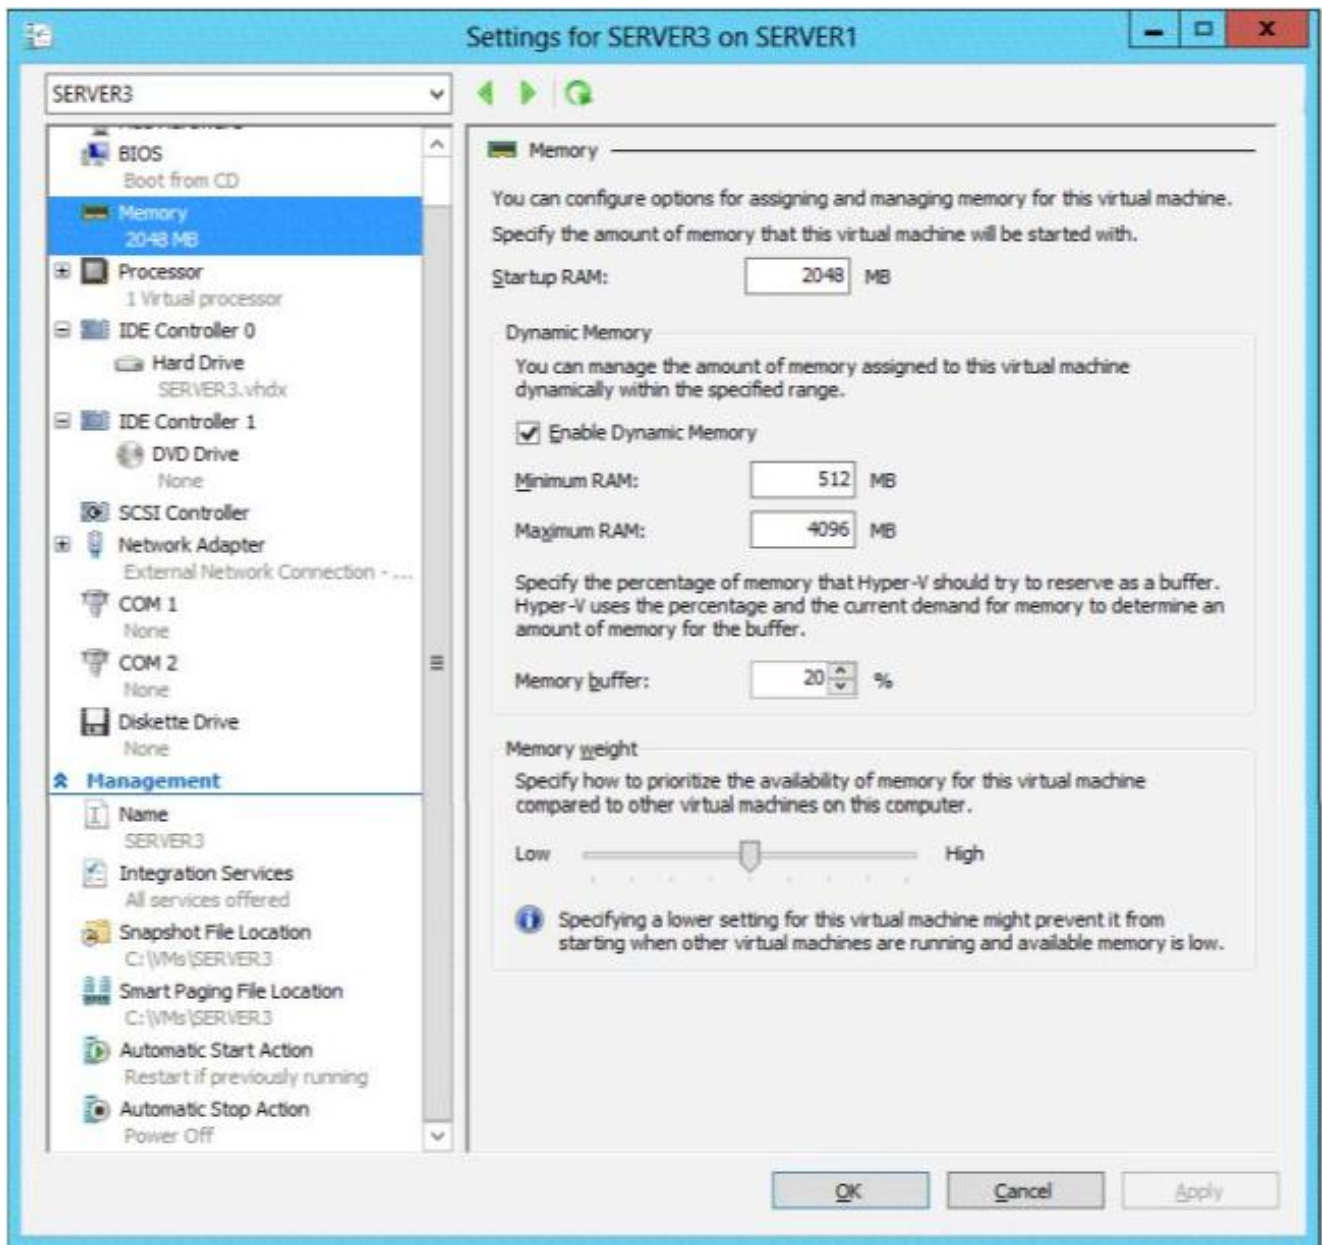 Settings for SERVER3 on SERVER1
SERVER3
BIOS
Boot from CD
Memory
2048 MB
Processor
1 Virtual processor
IDE Controller 0
Hard Drive
SERVER3.vhdx
IDE Controller 1
DVD Drive
None
SCSI Controller
Network Adapter
External Network Connection - ...
COM 1
None
COM 2
None
Diskette Drive
None
Management
Name
SERVER3
Integration Services
All services offered
Snapshot File Location
C:\VMs\SERVER3
Smart Paging File Location
C:\VMs\SERVER3
Automatic Start Action
Restart if previously running
Automatic Stop Action
Power Off
Memory
You can configure options for assigning and managing memory for this virtual machine.
Specify the amount of memory that this virtual machine will be started with.
Startup RAM: 2048 MB
Dynamic Memory
You can manage the amount of memory assigned to this virtual machine
dynamically within the specified range.
Enable Dynamic Memory
Minimum RAM: 512 MB
Maximum RAM: 4096 MB
Specify the percentage of memory that Hyper-V should try to reserve as a buffer.
Hyper-V uses the percentage and the current demand for memory to determine an
amount of memory for the buffer.
Memory buffer: 20 %
Memory weight
Specify how to prioritize the availability of memory for this virtual machine
compared to other virtual machines on this computer.
Low High
Specifying a lower setting for this virtual machine might prevent it from
starting when other virtual machines are running and available memory is low.
OK Cancel Apply